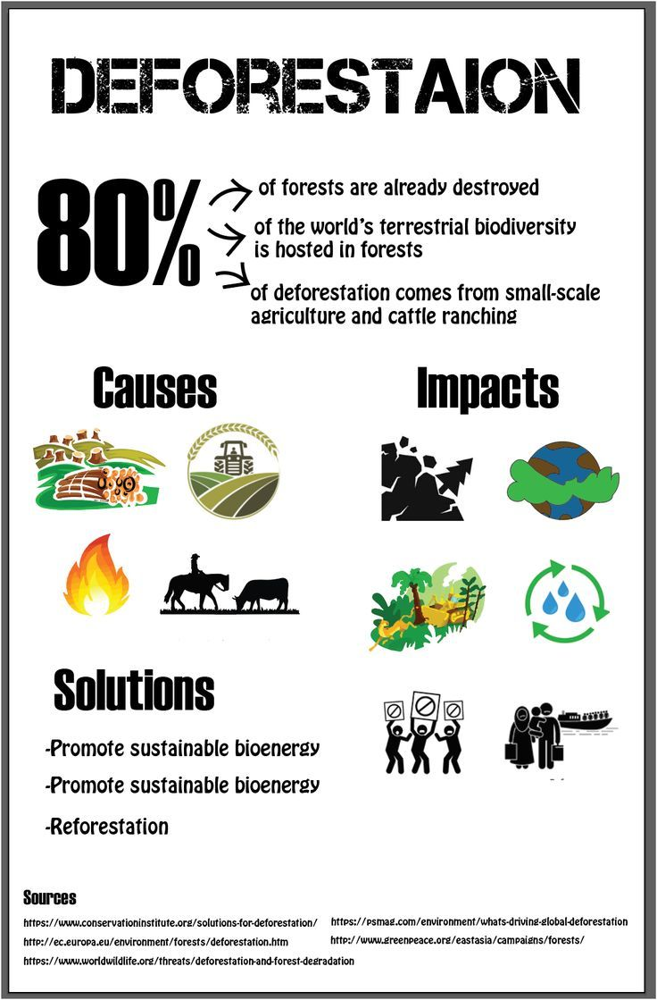 DEFORESTAION
80%
of forests are already destroyed
of the world's terrestrial biodiversity
is hosted in forests
of deforestation comes from small-scale
agriculture and cattle ranching
Causes
Impacts
Solutions
-Promote sustainable bioenergy
-Promote sustainable bioenergy
-Reforestation
Sources
https://www.conservationinstitute.org/solutions-for-deforestation/
http://ec.europa.eu/environment/forests/deforestation.htm
https://www.worldwildlife.org/threats/deforestation-and-forest-degradation
https://psmag.com/environment/whats-driving-global-deforestation
http://www.greenpeace.org/eastasia/campaigns/forests/